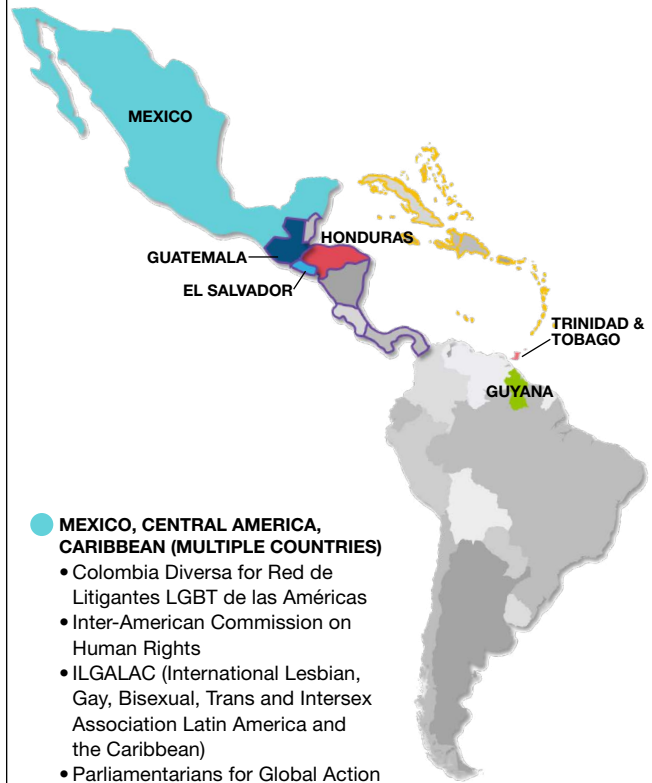 MEXICO
HONDURAS
GUATEMALA
EL SALVADOR
TRINIDAD &
TOBAGO
GUYANA
MEXICO, CENTRAL AMERICA,
CARIBBEAN (MULTIPLE COUNTRIES)
• Colombia Diversa for Red de
Litigantes LGBT de las Américas
• Inter-American Commission on
Human Rights
• ILGALAC (International Lesbian,
Gay, Bisexual, Trans and Intersex
Association Latin America and
the Caribbean)
• Parliamentarians for Global Action